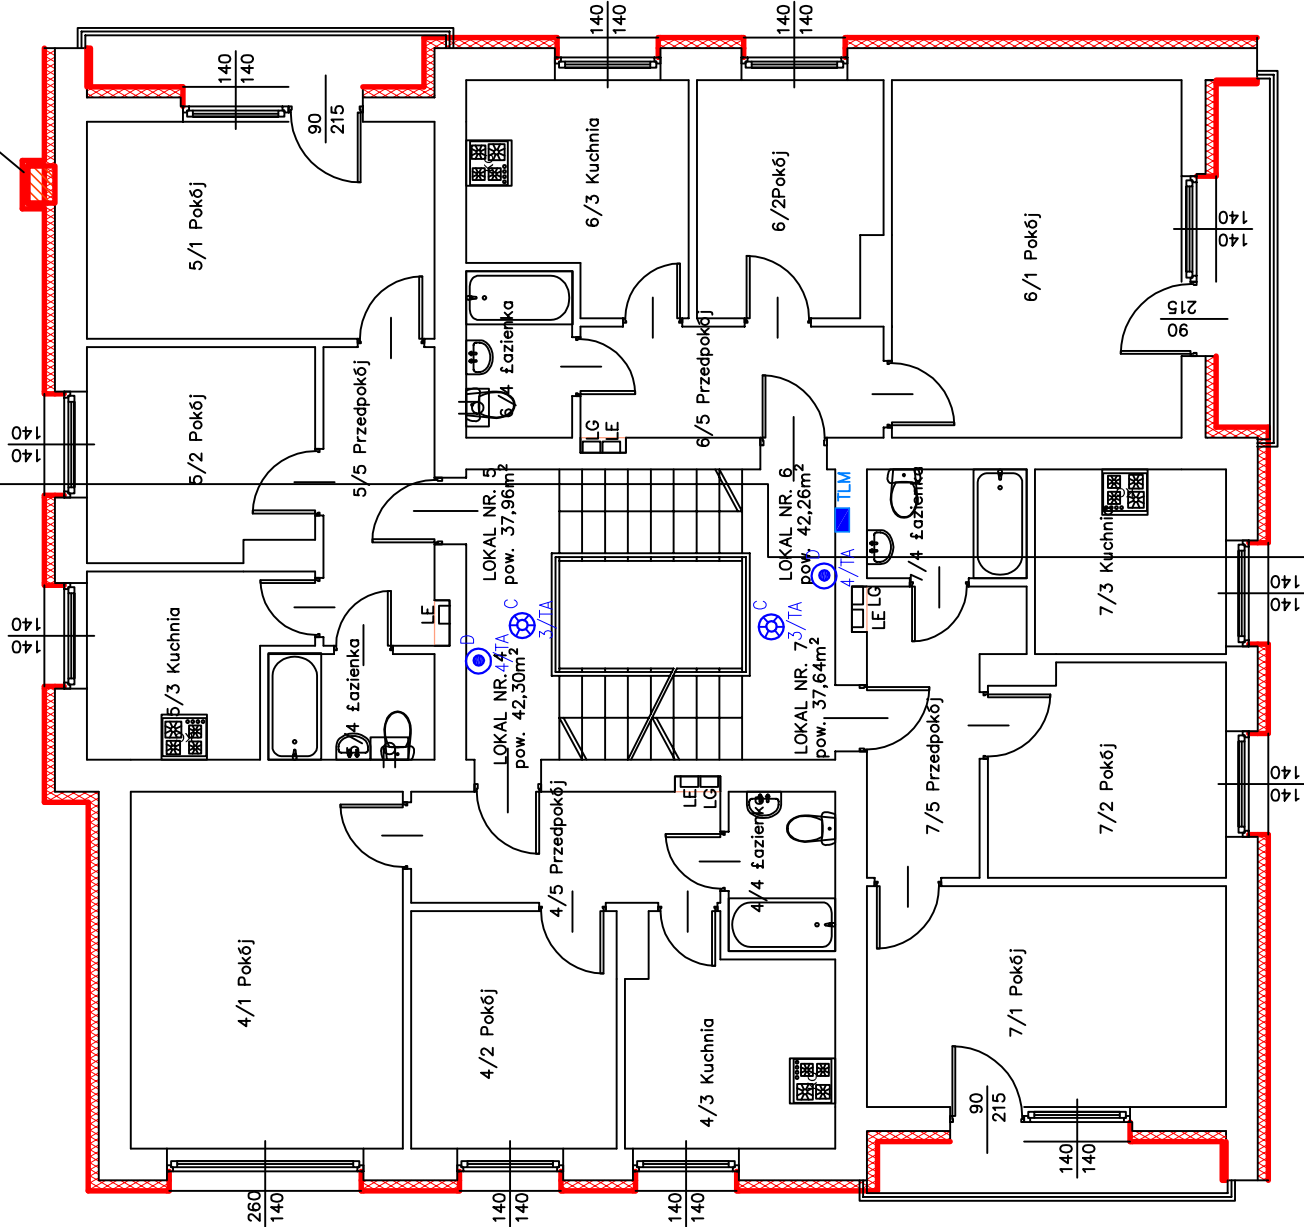 140
140
140
140
140
140
90
215
5/1 Pokój
6/3 Kuchnia
6/2Pokój
6/1 Pokój
140
140
90
215
6/4 Łazienka
5/2 Pokój
5/5 Przedpokój
6/5 Przedpokój
LG
LE
140
140
LOKAL NR. 5
pow. 37,96m²
LOKAL NR. 6
pow. 42,26m²
TLM
7/4 Łazienka
7/3 Kuchnia
140
140
D
4/TA
C
3/TA
C
3/TA
D
4/TA
LE
LE
LG
140
140
5/3 Kuchnia
5/4 Łazienka
LOKAL NR. 4
pow. 42,30m²
LOKAL NR. 7
pow. 37,64m²
7/5 Przedpokój
7/2 Pokój
140
140
LE
LG
4/5 Przedpokój
4/4 Łazienka
4/1 Pokój
4/2 Pokój
4/3 Kuchnia
7/1 Pokój
90
215
140
140
260
140
140
140
140
140